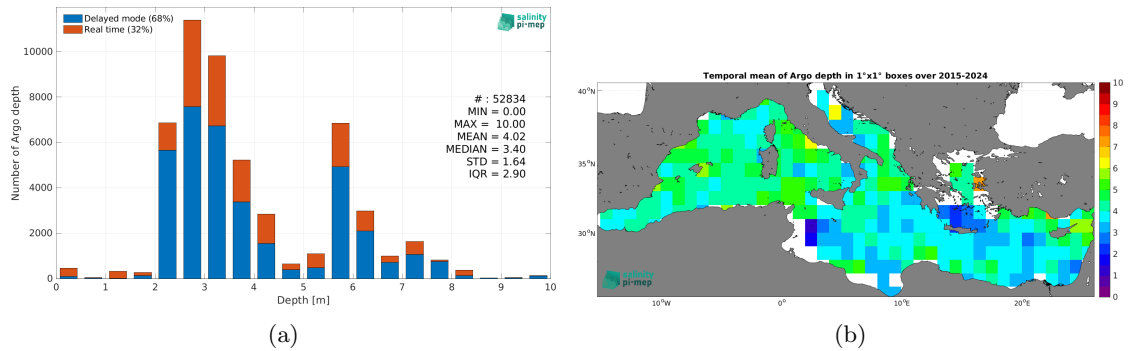 Delayed mode (68%)
Real time (32%)
salinity
pi-mep
10000
8000
6000
4000
2000
0
Number of Argo depth
# : 52834
MIN = 0.00
MAX = 10.00
MEAN = 4.02
MEDIAN = 3.40
STD = 1.64
IQR = 2.90
0 1 2 3 4 5 6 7 8 9 10
Depth [m]
(a)
Temporal mean of Argo depth in 1°x1° boxes over 2015-2024
40°N
35°N
30°N
salinity
pi-mep
10°W 0° 10°E 20°E
10
9
8
7
6
5
4
3
2
1
0
(b)